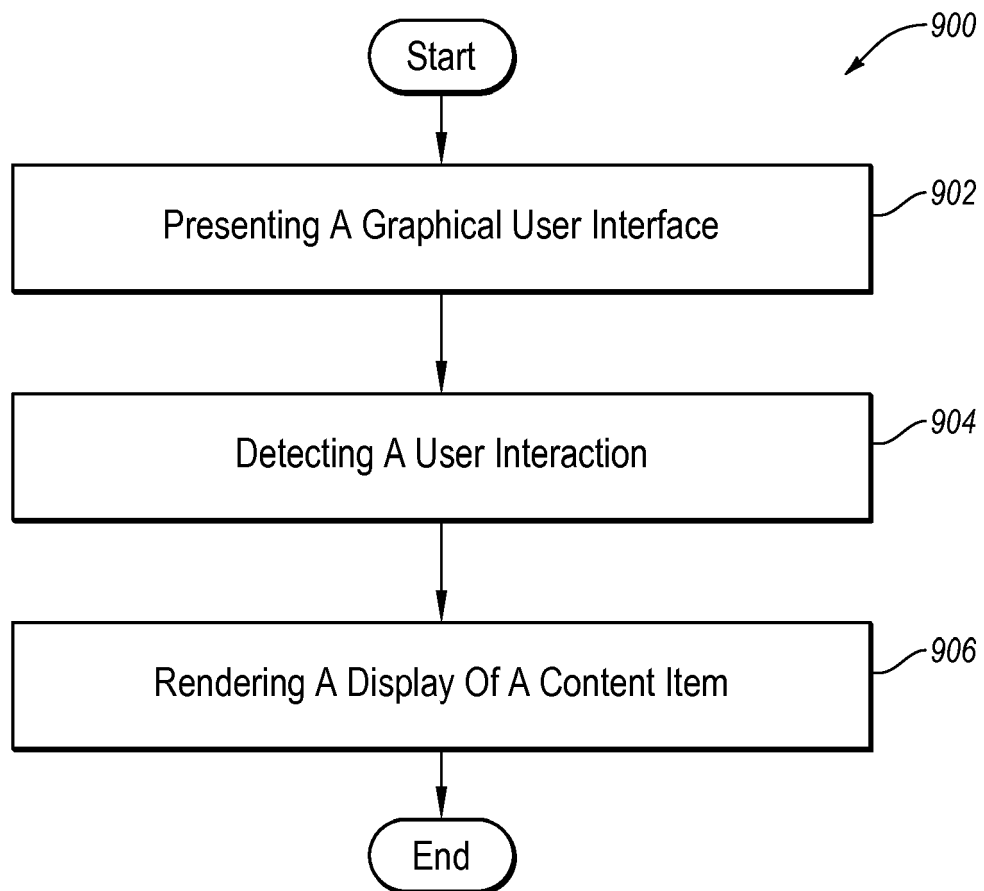 900
Start
Presenting A Graphical User Interface
902
Detecting A User Interaction
904
Rendering A Display Of A Content Item
906
End